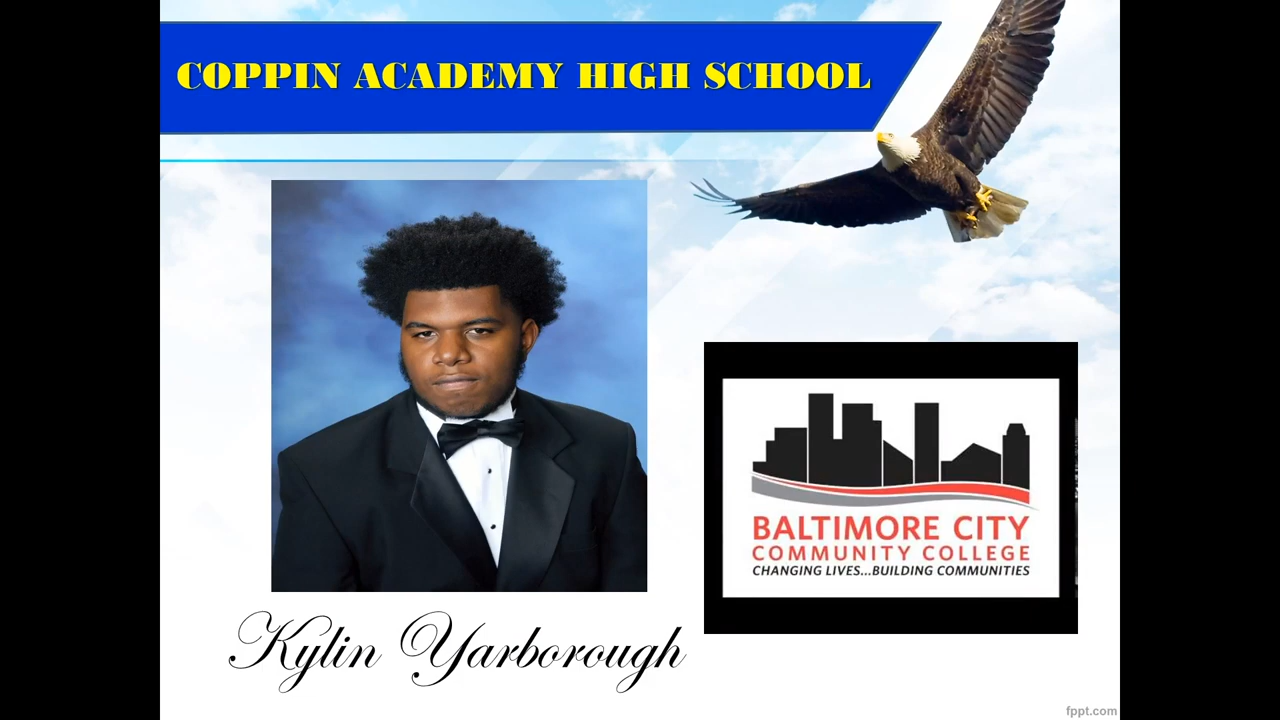 COPPIN ACADEMY HIGH SCHOOL
BALTIMORE CITY
COMMUNITY COLLEGE
CHANGING LIVES...BUILDING COMMUNITIES
Kylin Yarborough
fppt.com